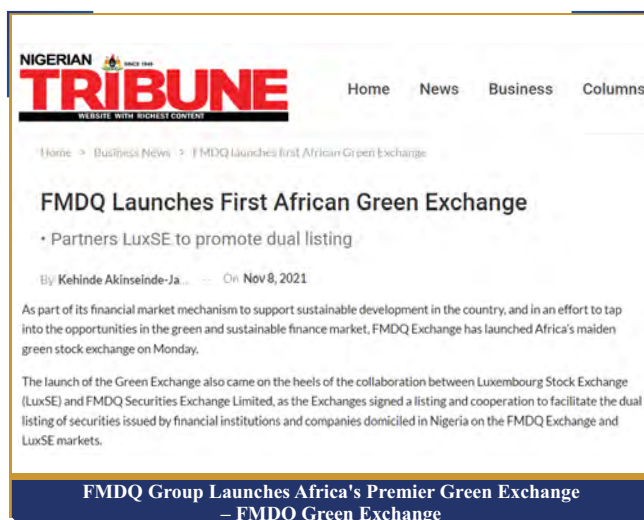 NIGERIAN SINCE 1949
TRIBUNE
WEBSITE WITH RICHEST CONTENT
Home News Business Columns
Home > Business News > FMDQ launches first African Green Exchange
FMDQ Launches First African Green Exchange
• Partners LuxSE to promote dual listing
By Kehinde Akinseinde-Ja... — On Nov 8, 2021
As part of its financial market mechanism to support sustainable development in the country, and in an effort to tap
into the opportunities in the green and sustainable finance market, FMDQ Exchange has launched Africa's maiden
green stock exchange on Monday.
The launch of the Green Exchange also came on the heels of the collaboration between Luxembourg Stock Exchange
(LuxSE) and FMDQ Securities Exchange Limited, as the Exchanges signed a listing and cooperation to facilitate the dual
listing of securities issued by financial institutions and companies domiciled in Nigeria on the FMDQ Exchange and
LuxSE markets.
FMDQ Group Launches Africa's Premier Green Exchange
– FMDQ Green Exchange